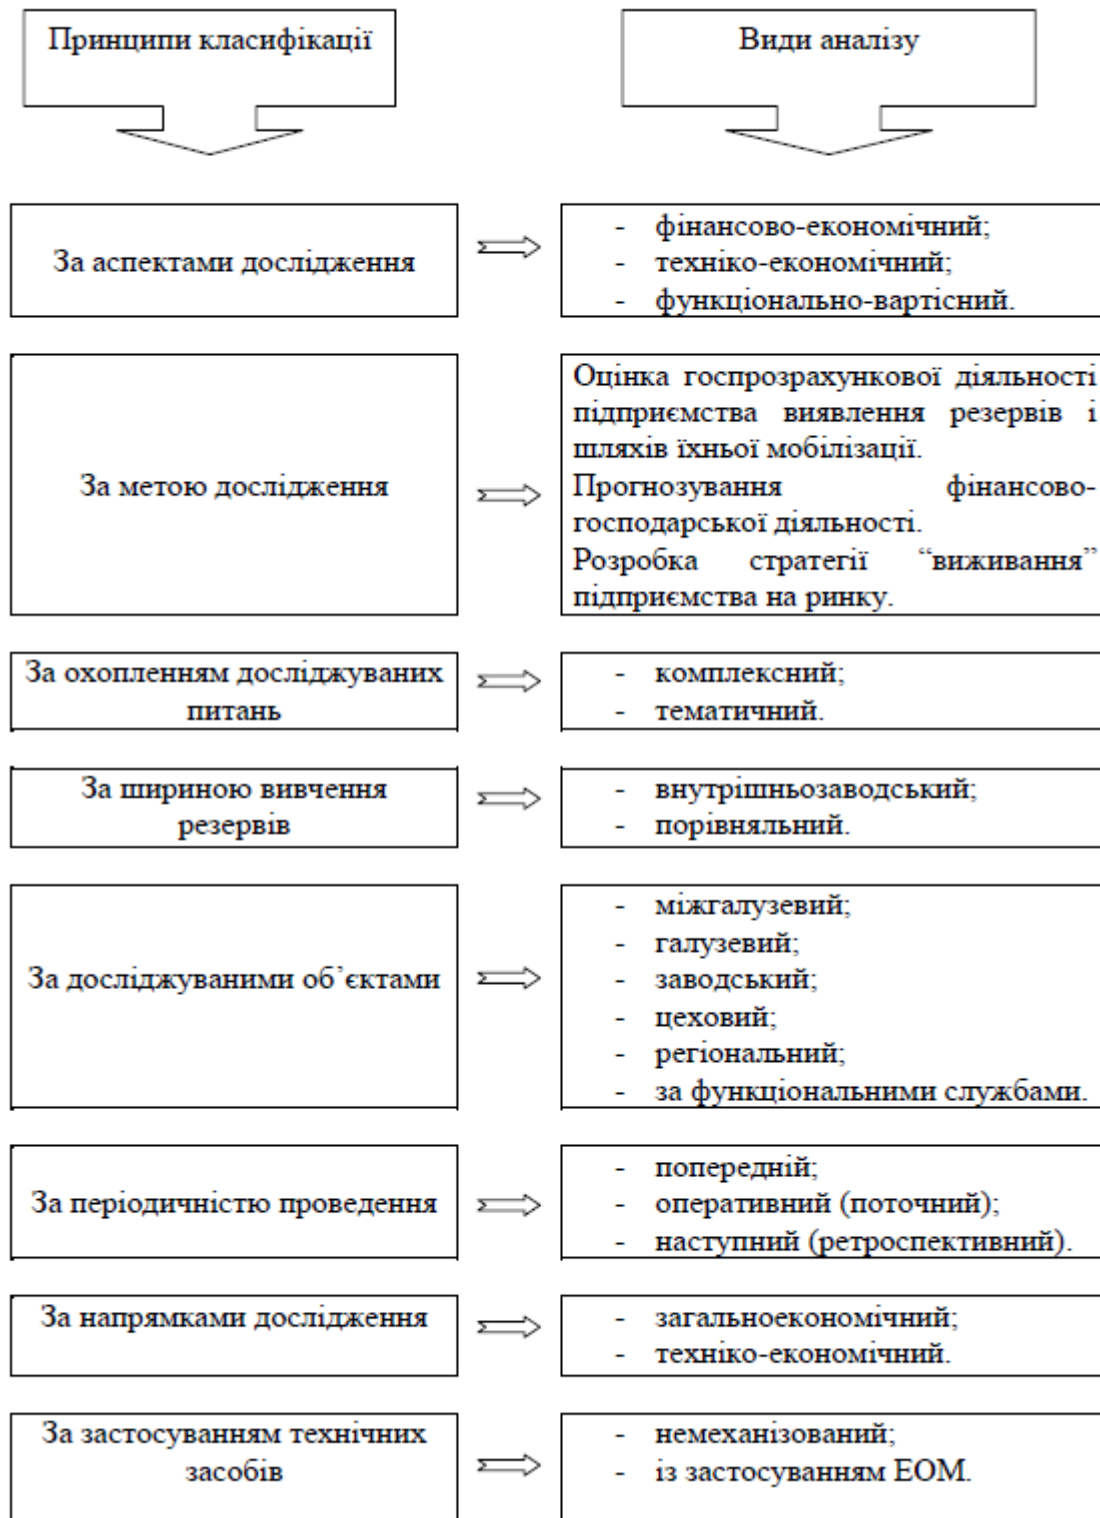 Принципи класифікації
Види аналізу
За аспектами дослідження
- фінансово-економічний;
- техніко-економічний;
- функціонально-вартісний.
За метою дослідження
Оцінка госпрозрахункової діяльності
підприємства виявлення резервів і
шляхів їхньої мобілізації.
Прогнозування фінансово-
господарської діяльності.
Розробка стратегії “виживання”
підприємства на ринку.
За охопленням досліджуваних
питань
- комплексний;
- тематичний.
За шириною вивчення
резервів
- внутрішньозаводський;
- порівняльний.
За досліджуваними об’єктами
- міжгалузевий;
- галузевий;
- заводський;
- цеховий;
- регіональний;
- за функціональними службами.
За періодичністю проведення
- попередній;
- оперативний (поточний);
- наступний (ретроспективний).
За напрямками дослідження
- загальноекономічний;
- техніко-економічний.
За застосуванням технічних
засобів
- немеханізований;
- із застосуванням ЕОМ.